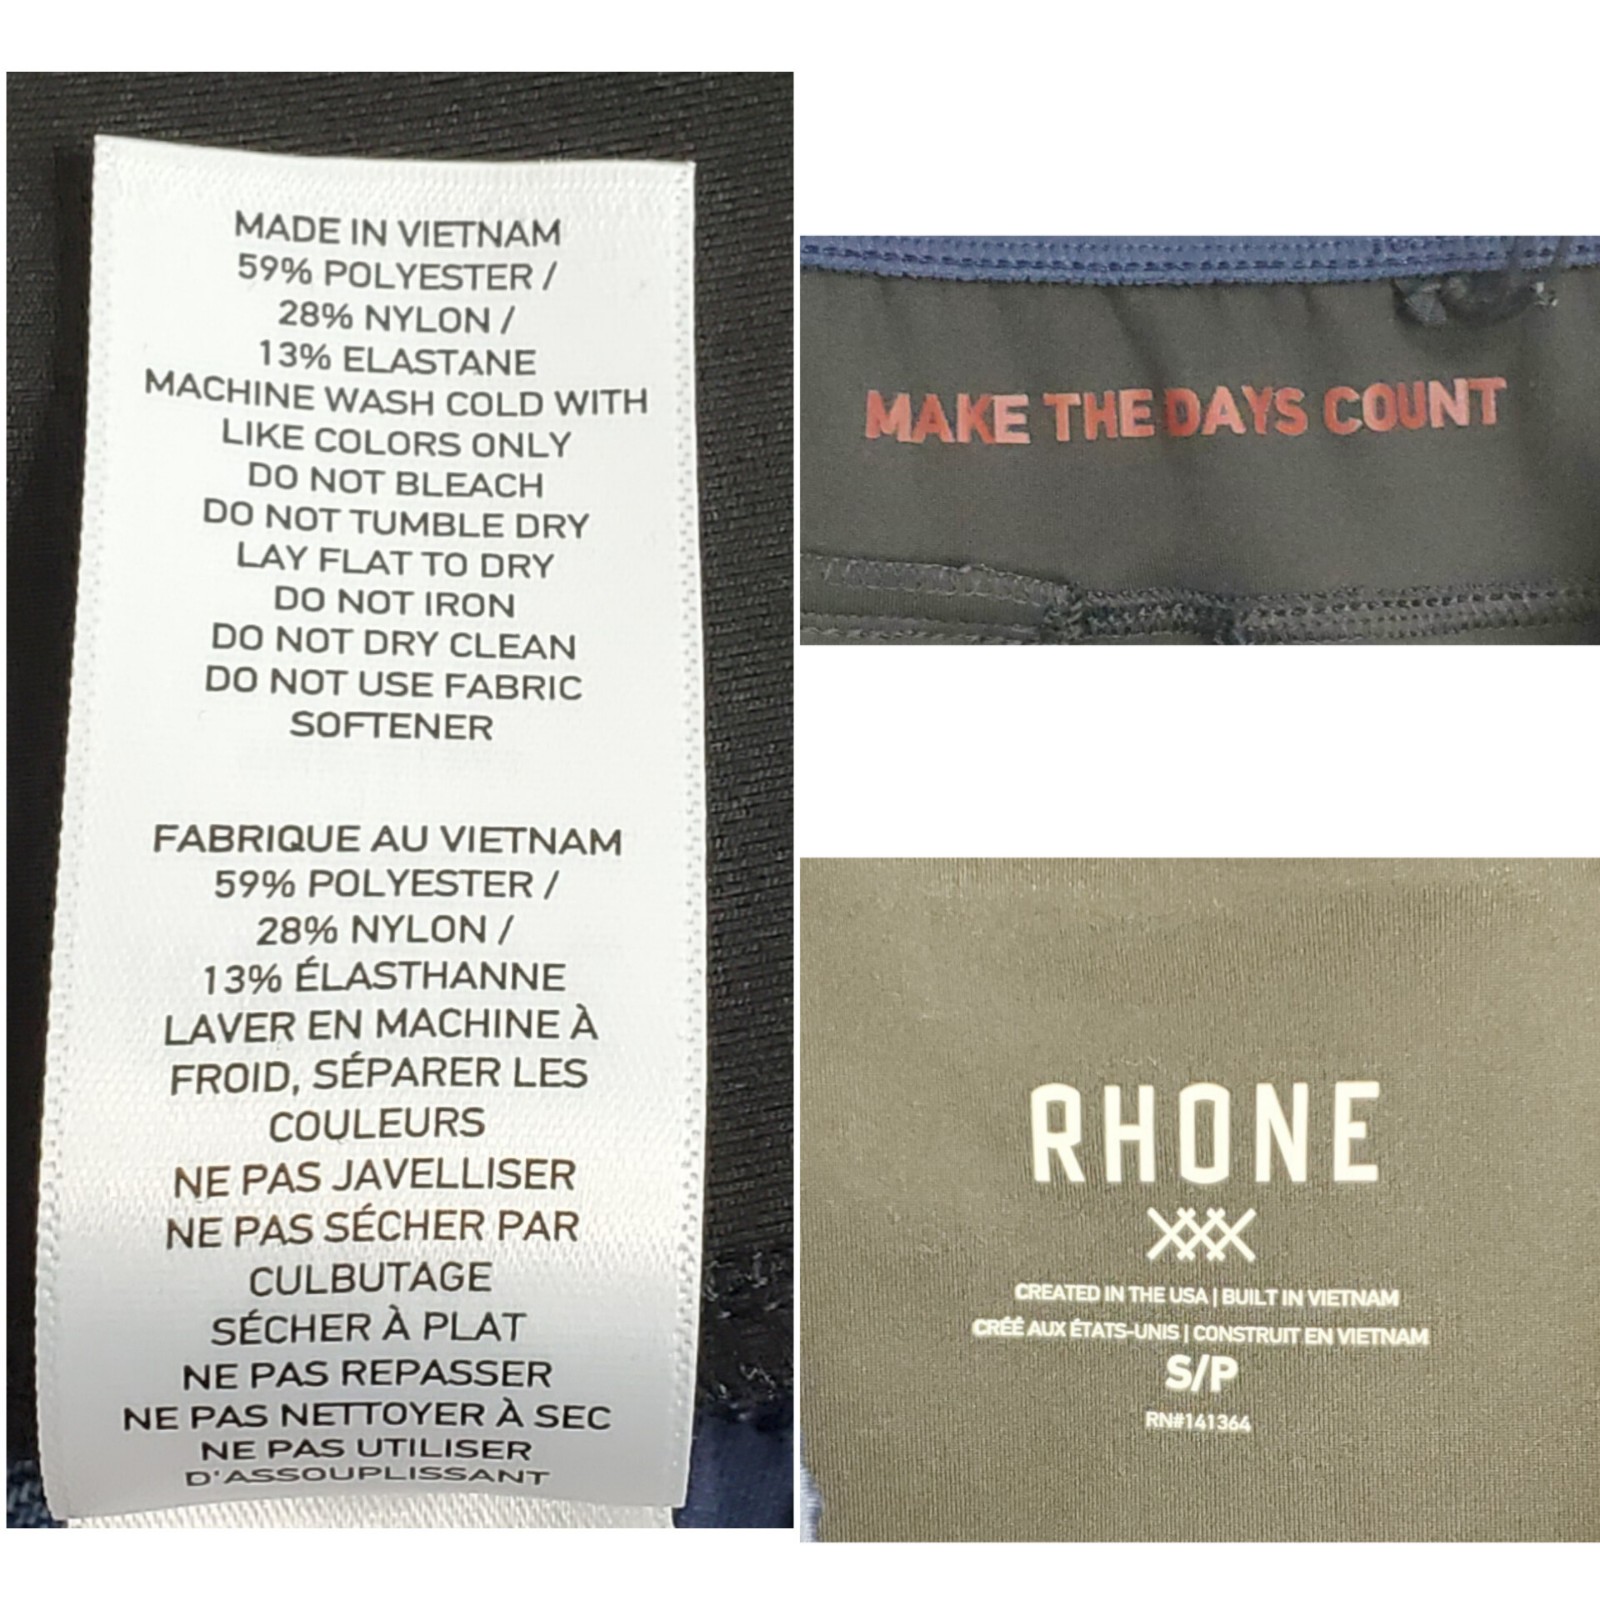 MADE IN VIETNAM
59% POLYESTER /
28% NYLON /
13% ELASTANE
MACHINE WASH COLD WITH
LIKE COLORS ONLY
DO NOT BLEACH
DO NOT TUMBLE DRY
LAY FLAT TO DRY
DO NOT IRON
DO NOT DRY CLEAN
DO NOT USE FABRIC
SOFTENER
FABRIQUE AU VIETNAM
59% POLYESTER /
28% NYLON /
13% ÉLASTHANNE
LAVER EN MACHINE À
FROID, SÉPARER LES
COULEURS
NE PAS JAVELLISER
NE PAS SÉCHER PAR
CULBUTAGE
SÉCHER À PLAT
NE PAS REPASSER
NE PAS NETTOYER À SEC
NE PAS UTILISER
D'ASSOUPLISSANT
MAKE THE DAYS COUNT
RHONE
CREATED IN THE USA | BUILT IN VIETNAM
CRÉÉ AUX ÉTATS-UNIS | CONSTRUIT EN VIETNAM
S/P
RN#141364